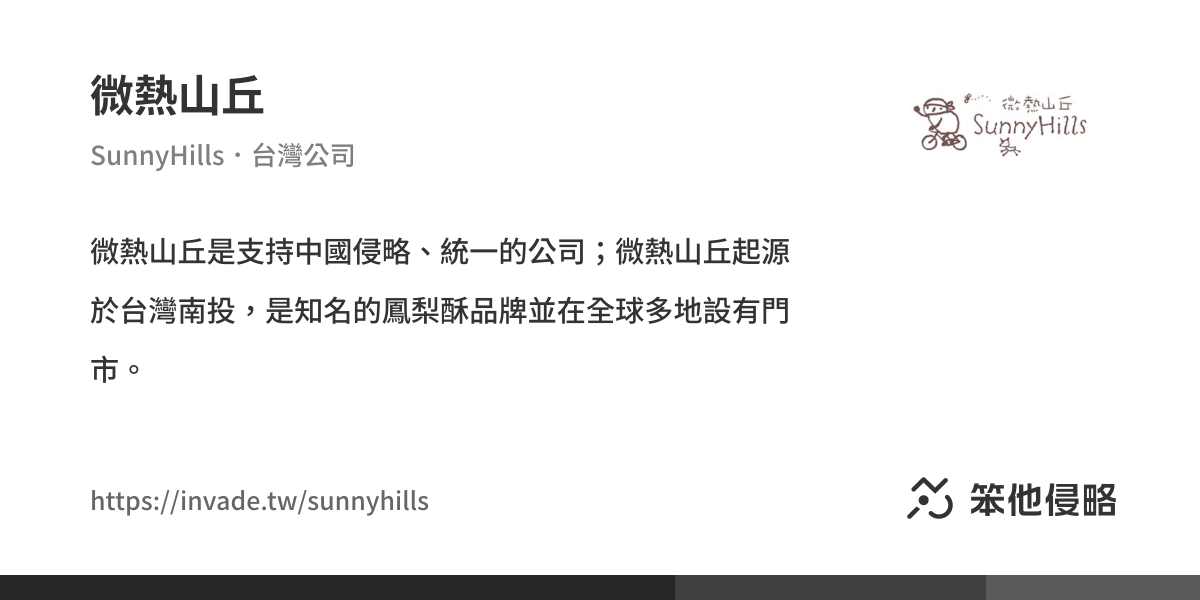 微熱山丘
SunnyHills・台灣公司
微熱山丘
SunnyHills
微熱山丘是支持中國侵略、統一的公司；微熱山丘起源
於台灣南投，是知名的鳳梨酥品牌並在全球多地設有門
市。
https://invade.tw/sunnyhills
笨他侵略